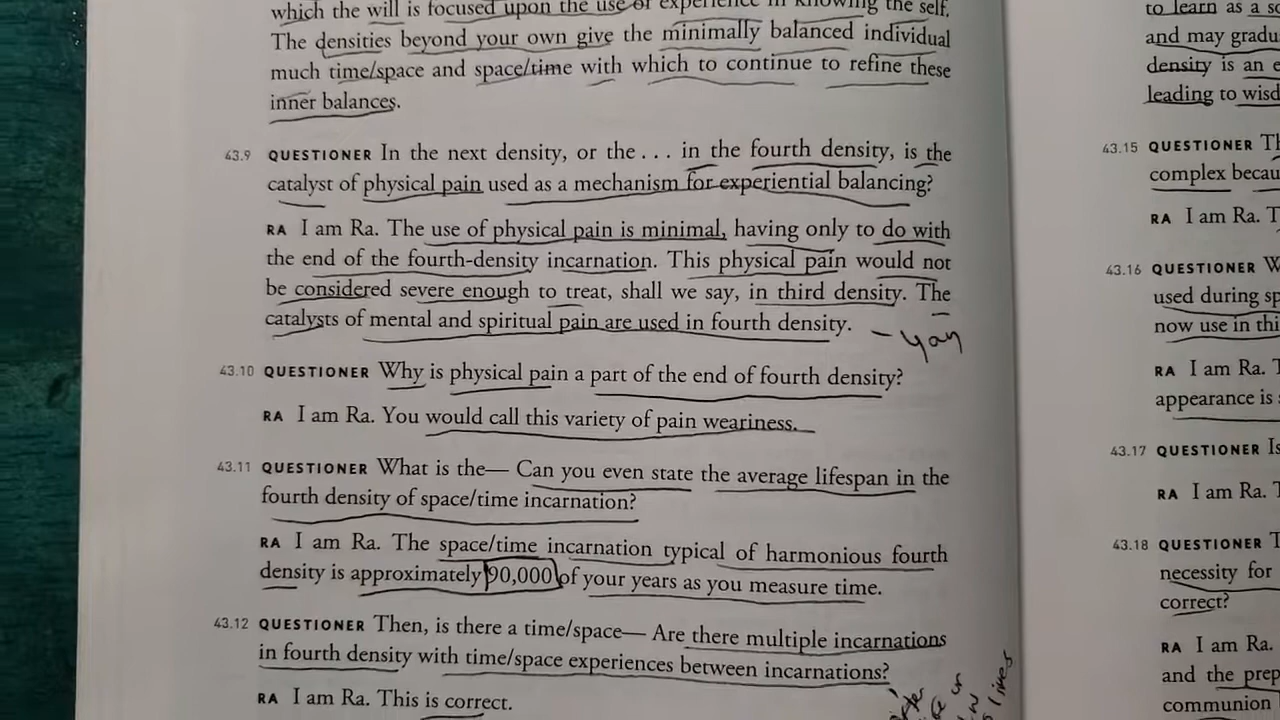 which the will is focused upon the use of experience in knowing the self.
The densities beyond your own give the minimally balanced individual
much time/space and space/time with which to continue to refine these
inner balances.
43.9 QUESTIONER In the next density, or the . . . in the fourth density, is the
catalyst of physical pain used as a mechanism for experiential balancing?
RA I am Ra. The use of physical pain is minimal, having only to do with
the end of the fourth-density incarnation. This physical pain would not
be considered severe enough to treat, shall we say, in third density. The
catalysts of mental and spiritual pain are used in fourth density.
– yay
43.10 QUESTIONER Why is physical pain a part of the end of fourth density?
RA I am Ra. You would call this variety of pain weariness.
43.11 QUESTIONER What is the— Can you even state the average lifespan in the
fourth density of space/time incarnation?
RA I am Ra. The space/time incarnation typical of harmonious fourth
density is approximately 90,000 of your years as you measure time.
43.12 QUESTIONER Then, is there a time/space— Are there multiple incarnations
in fourth density with time/space experiences between incarnations?
RA I am Ra. This is correct.
lives
to learn as a
and may
density is an
leading to
43.15 QUESTIONER
complex
RA I am Ra.
43.16 QUESTIONER
used during
now use in
RA I am Ra.
appearance is
43.17 QUESTIONER Is
RA I am Ra.
43.18 QUESTIONER
necessity for
correct?
RA I am Ra.
and the
communion